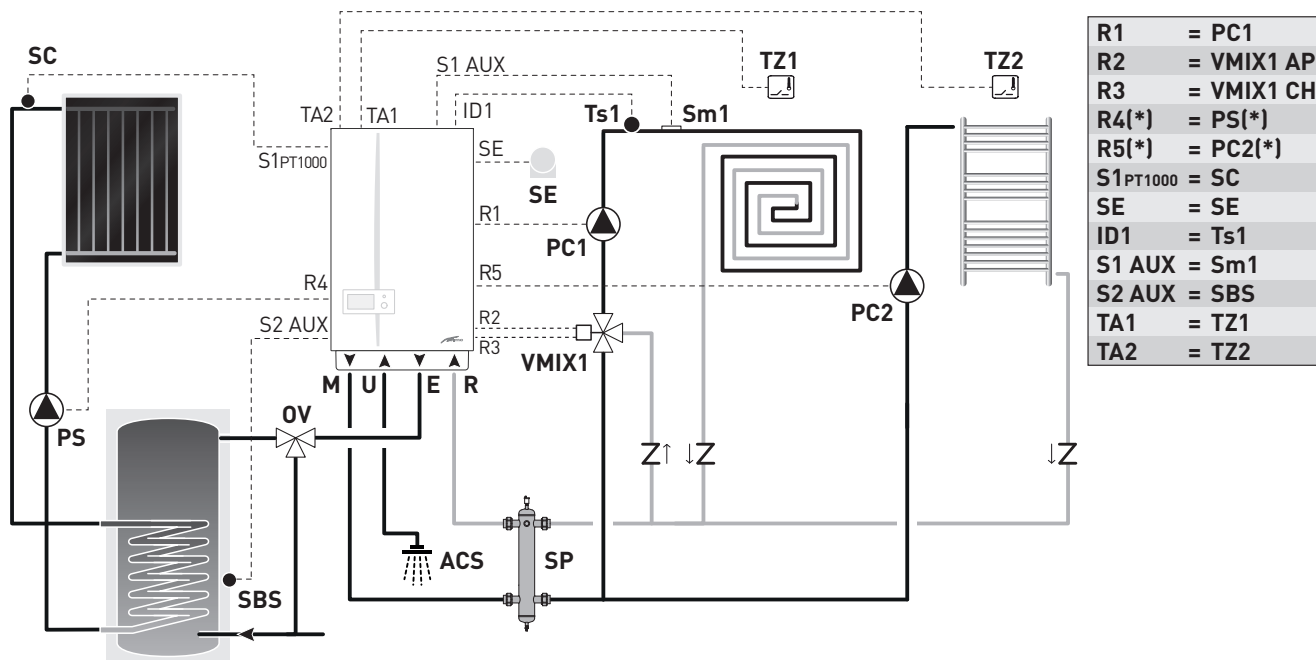 SC
S1 AUX
TZ1
TZ2
TA2
TA1
ID1
Ts1
Sm1
S1PT1000
SE
SE
R1
PC1
R4
R5
PC2
S2 AUX
R2
R3
VMIX1
M U E R
OV
PS
ACS
SP
SBS
R1 = PC1
R2 = VMIX1 AP
R3 = VMIX1 CH
R4(*) = PS(*)
R5(*) = PC2(*)
S1PT1000 = SC
SE = SE
ID1 = Ts1
S1 AUX = Sm1
S2 AUX = SBS
TA1 = TZ1
TA2 = TZ2